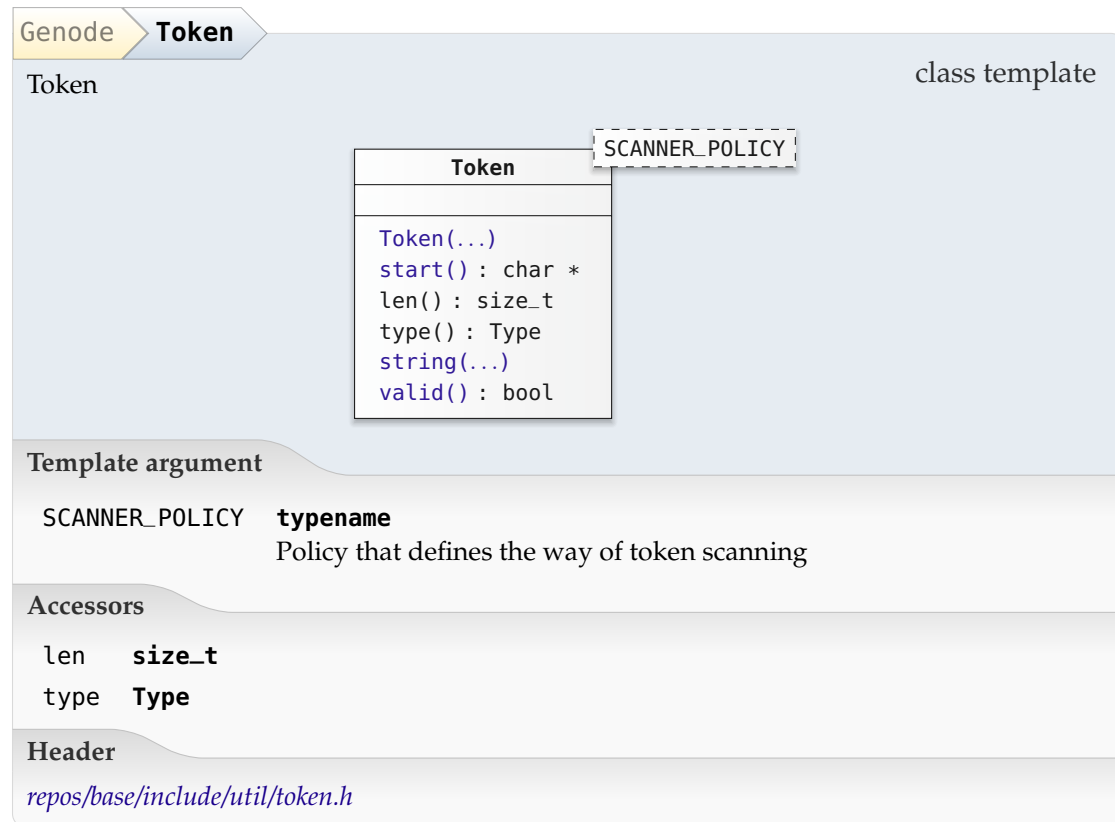 Genode Token
Token class template
SCANNER_POLICY
Token
Token(...)
start() : char *
len() : size_t
type() : Type
string(...)
valid() : bool
Template argument
SCANNER_POLICY typename
Policy that defines the way of token scanning
Accessors
len size_t
type Type
Header
repos/base/include/util/token.h